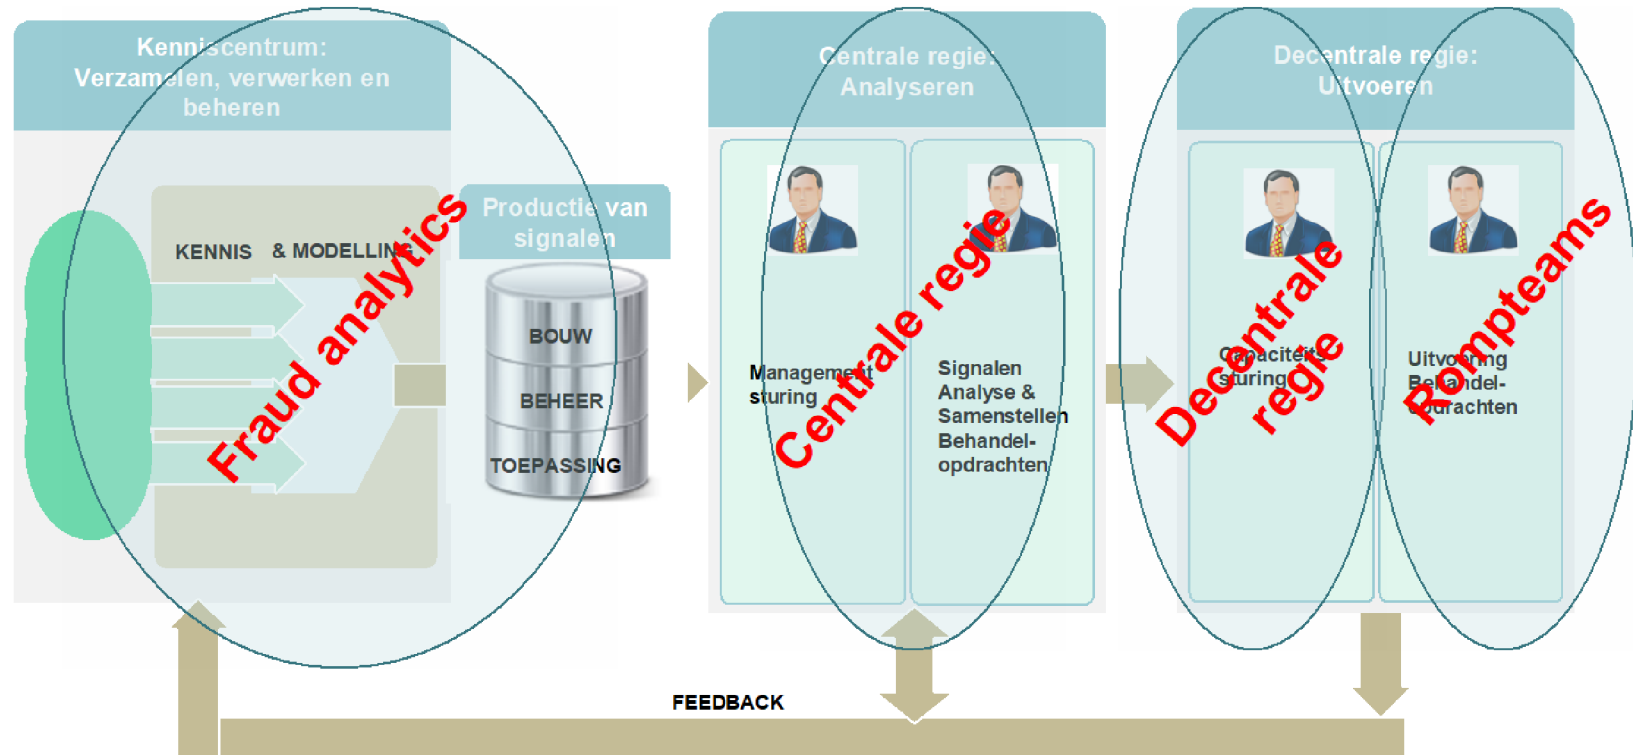 Kenniscentrum:
Verzamelen, verwerken en
beheren
KENNIS & MODELLING
Fraud analytics
Productie van
signalen
BOUW
BEHEER
TOEPASSING
Centrale regie:
Analyseren
Management
sturing
Signalen
Analyse &
Samenstellen
Behandel-
opdrachten
Centrale regie
Decentrale regie:
Uitvoeren
Capaciteits
sturing
Decentrale
regie
Uitvoering
Behandel-
opdrachten
Rompteams
FEEDBACK